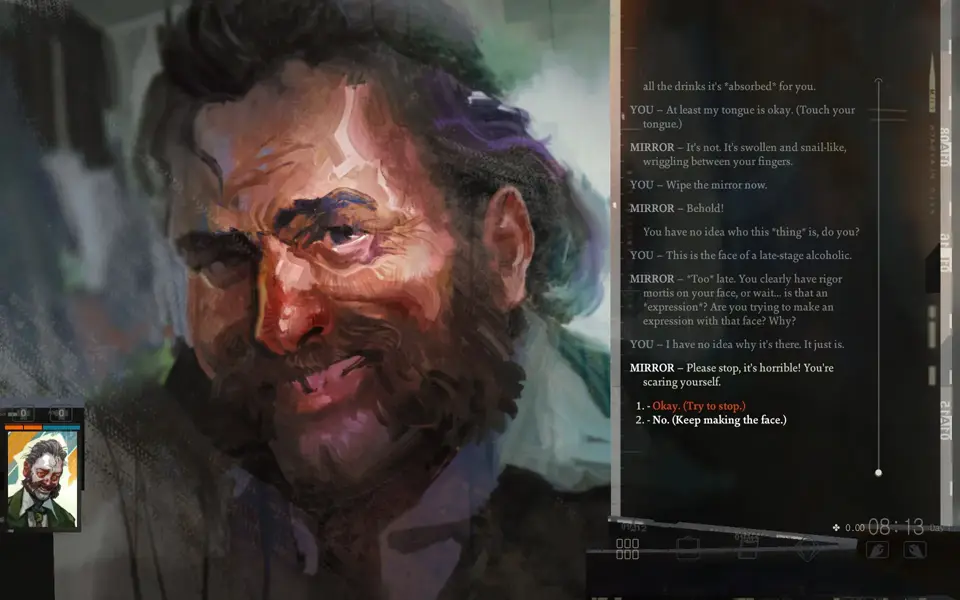 all the drinks it's *absorbed* for you.
YOU – At least my tongue is okay. (Touch your
tongue.)
MIRROR – It's not. It's swollen and snail-like,
wriggling between your fingers.
YOU – Wipe the mirror now.
MIRROR – Behold!
You have no idea who this *thing* is, do you?
YOU – This is the face of a late-stage alcoholic.
MIRROR – *Too* late. You clearly have rigor
mortis on your face, or wait... is that an
*expression*? Are you trying to make an
expression with that face? Why?
YOU – I have no idea why it's there. It just is.
MIRROR – Please stop, it's horrible! You're
scaring yourself.
1. - Okay. (Try to stop.)
2. - No. (Keep making the face.)
0.00 08:13